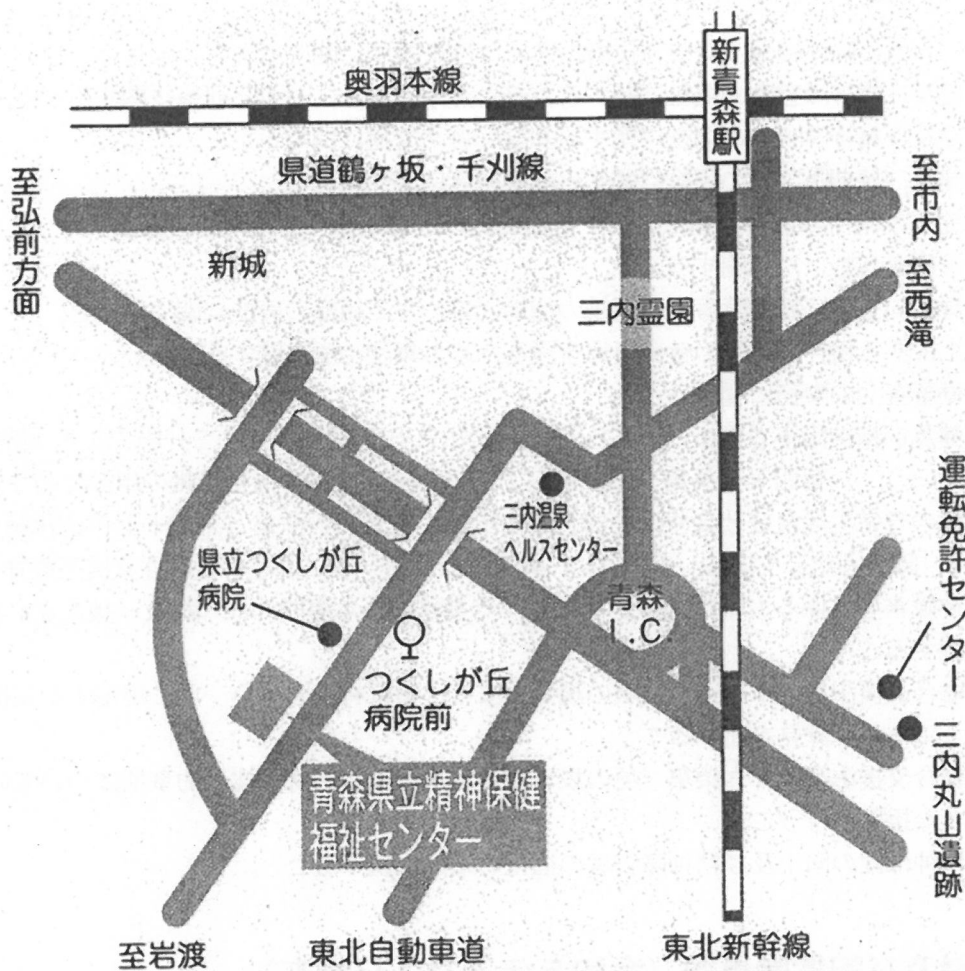 新青森駅
奥羽本線
県道鶴ヶ坂・千刈線
至弘前方面
至市内
新城
至西滝
三内霊園
運転免許センター
三内温泉
ヘルスセンター
県立つくしが丘
病院
青森
I.C.
つくしが丘
病院前
三内丸山遺跡
青森県立精神保健
福祉センター
至岩渡
東北自動車道
東北新幹線